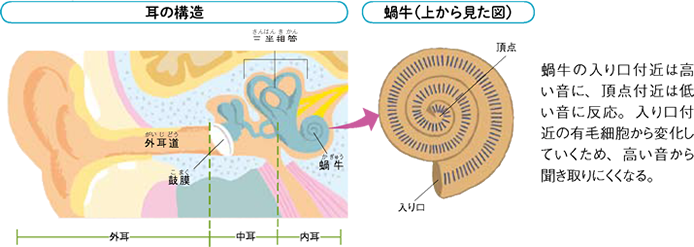 耳の構造
さんはん き かん
三半規管
がい じ どう
外耳道
こ まく
鼓膜
か ぎゅう
蝸牛
外耳
中耳
内耳
蝸牛(上から見た図)
頂点
入り口
蝸牛の入り口付近は高
い音に、頂点付近は低
い音に反応。入り口付
近の有毛細胞から変化し
ていくため、高い音から
聞き取りにくくなる。